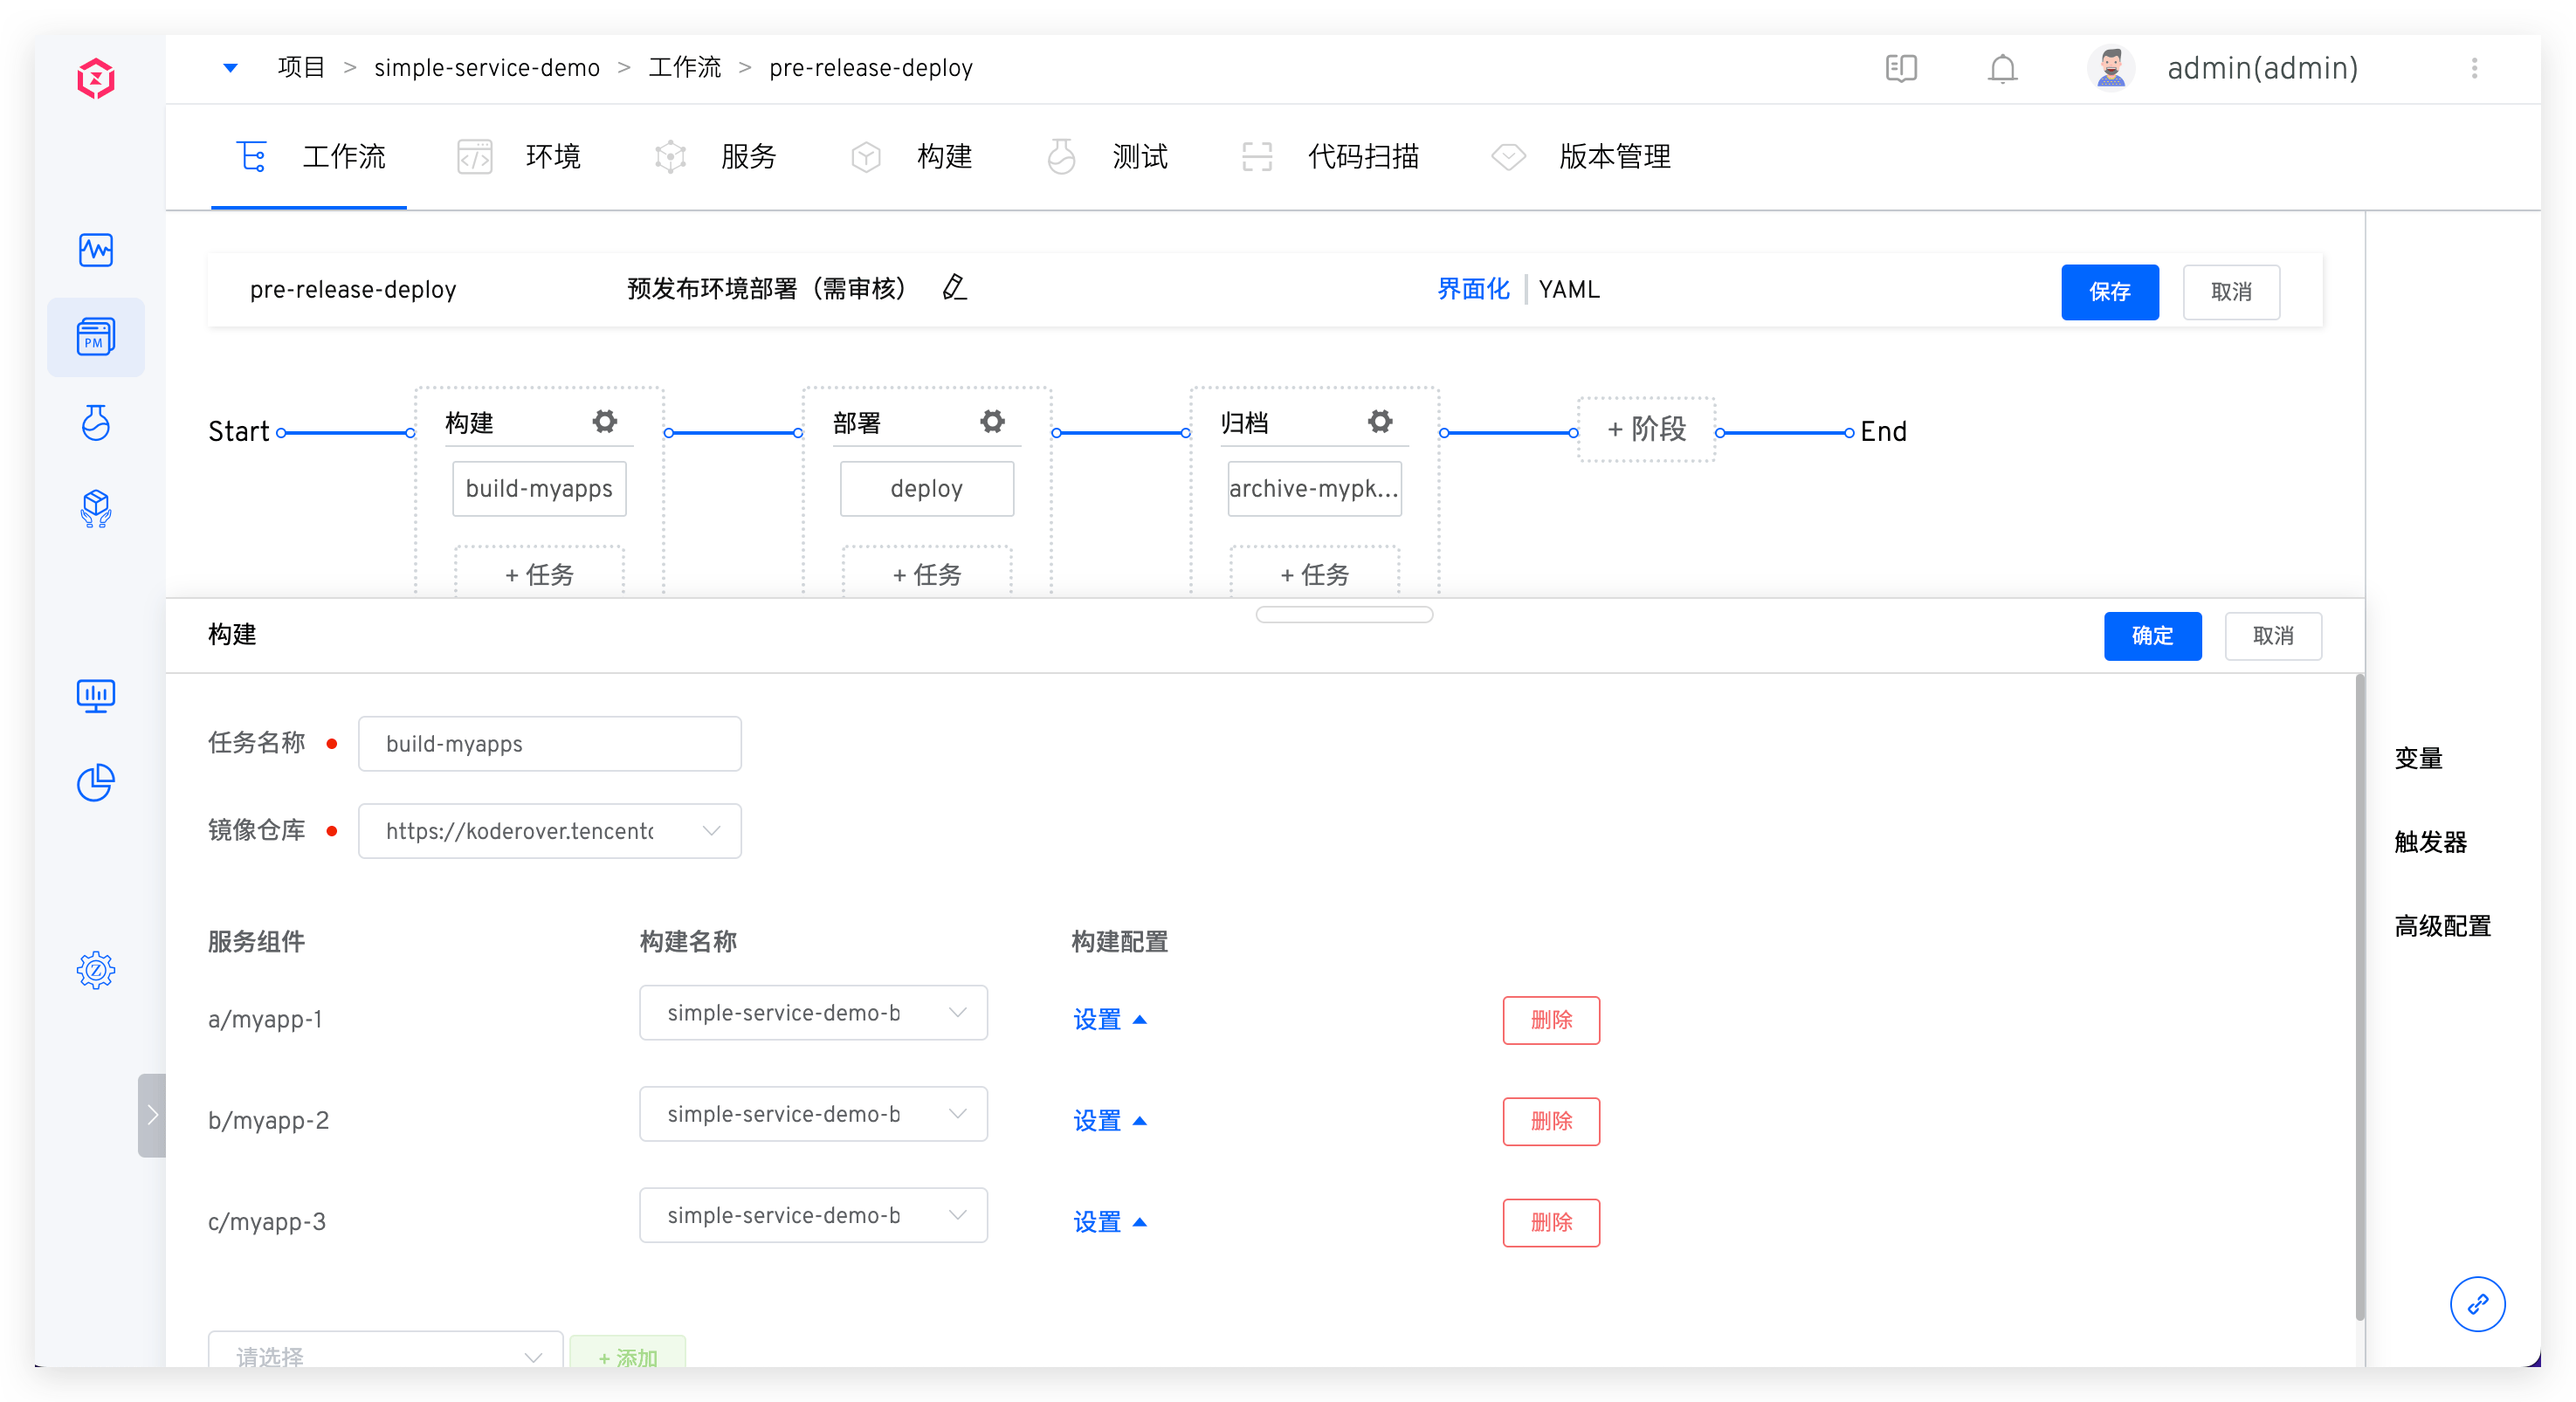 项目 > simple-service-demo > 工作流 > pre-release-deploy
admin(admin)
工作流 环境 服务 构建 测试 代码扫描 版本管理
PM
pre-release-deploy 预发布环境部署（需审核） 界面化 | YAML 保存 取消
Start 构建 部署 归档 + 阶段 End
build-myapps deploy archive-mypk...
+ 任务 + 任务 + 任务
构建 确定 取消
任务名称 build-myapps
变量
镜像仓库 https://koderover.tencentc
触发器
高级配置
服务组件 构建名称 构建配置
a/myapp-1 simple-service-demo-b 设置 删除
b/myapp-2 simple-service-demo-b 设置 删除
c/myapp-3 simple-service-demo-b 设置 删除
请选择 + 添加